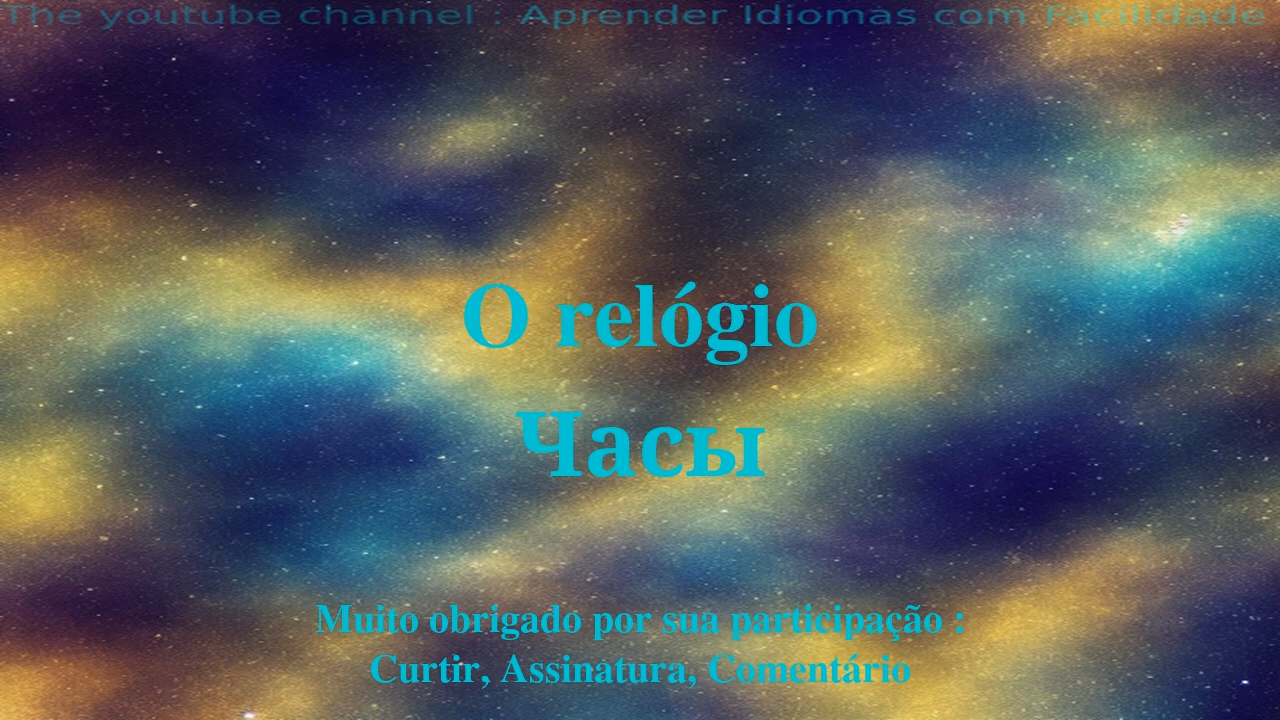 The youtube channel : Aprender Idiomas com Facilidade
O relógio
Часы
Muito obrigado por sua participação :
Curtir, Assinatura, Comentário